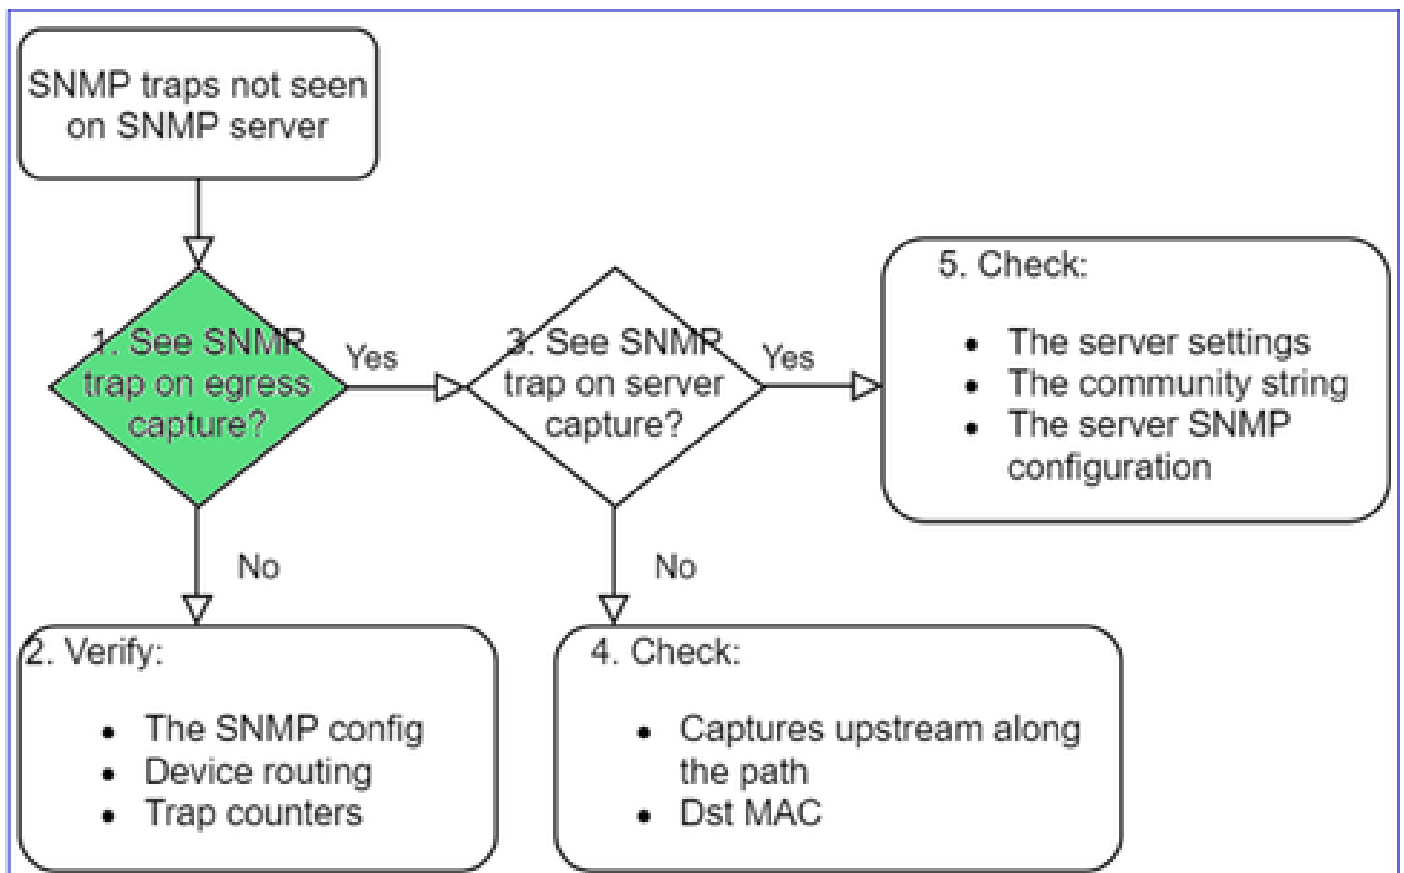 SNMP traps not seen
on SNMP server
1. See SNMP
trap on egress
capture?
Yes
3. See SNMP
trap on server
capture?
Yes
5. Check:
• The server settings
• The community string
• The server SNMP
configuration
No
No
2. Verify:
• The SNMP config
• Device routing
• Trap counters
4. Check:
• Captures upstream along
the path
• Dst MAC